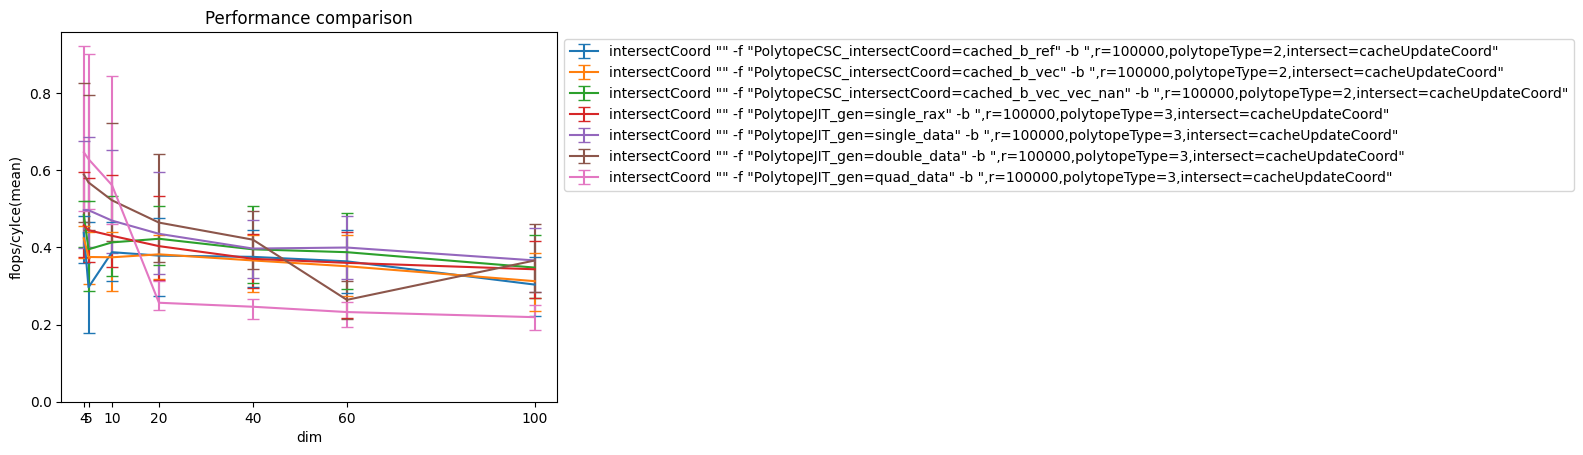 Performance comparison
flops/cylce(mean)
0.8
0.6
0.4
0.2
0.0
4 5 10 20 40 60 100
dim
intersectCoord "" -f "PolytopeCSC_intersectCoord=cached_b_ref" -b ",r=100000,polytopeType=2,intersect=cacheUpdateCoord"
intersectCoord "" -f "PolytopeCSC_intersectCoord=cached_b_vec" -b ",r=100000,polytopeType=2,intersect=cacheUpdateCoord"
intersectCoord "" -f "PolytopeCSC_intersectCoord=cached_b_vec_vec_nan" -b ",r=100000,polytopeType=2,intersect=cacheUpdateCoord"
intersectCoord "" -f "PolytopeJIT_gen=single_rax" -b ",r=100000,polytopeType=3,intersect=cacheUpdateCoord"
intersectCoord "" -f "PolytopeJIT_gen=single_data" -b ",r=100000,polytopeType=3,intersect=cacheUpdateCoord"
intersectCoord "" -f "PolytopeJIT_gen=double_data" -b ",r=100000,polytopeType=3,intersect=cacheUpdateCoord"
intersectCoord "" -f "PolytopeJIT_gen=quad_data" -b ",r=100000,polytopeType=3,intersect=cacheUpdateCoord"